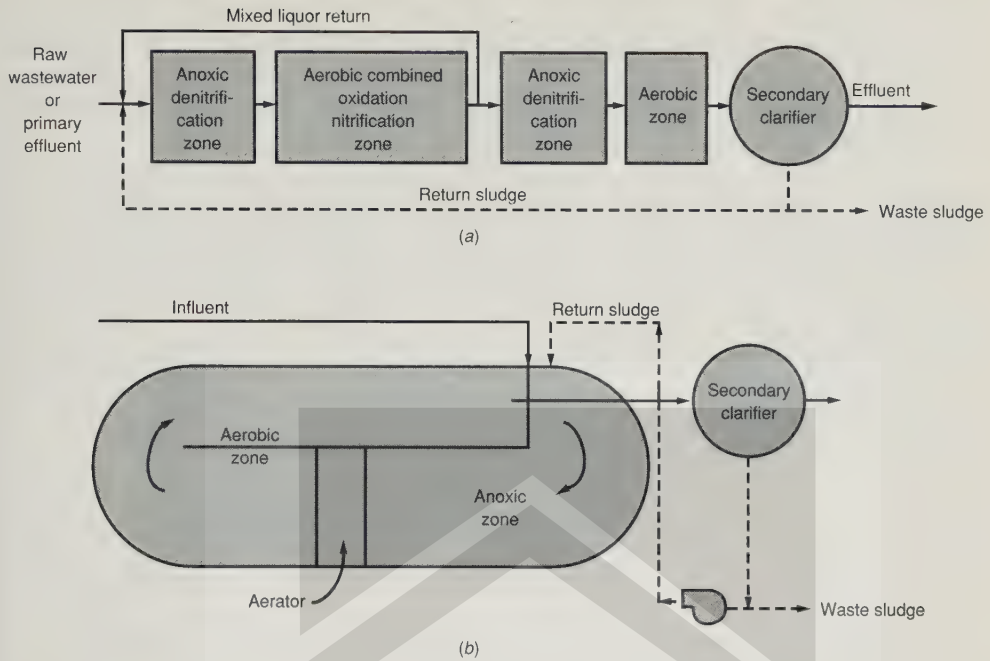 Mixed liquor return
Raw
wastewater
or
primary
effluent
Anoxic
denitrifi-
cation
zone
Aerobic combined
oxidation
nitrification
zone
Anoxic
denitrifi-
cation
zone
Aerobic
zone
Secondary
clarifier
Effluent
Return sludge
Waste sludge
(a)
Influent
Return sludge
Secondary
clarifier
Aerobic
zone
Anoxic
zone
Aerator
Waste sludge
(b)